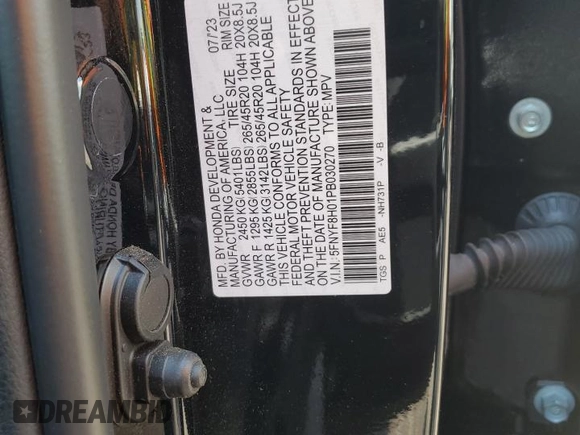 MFD. BY HONDA DEVELOPMENT & 07/23
MANUFACTURING OF AMERICA, LLC
TIRE SIZE RIM SIZE
GVWR 2450 KG( 5401LBS)
GAWR F 1295 KG( 2855LBS) 265/45R20 104H 20X8.5J
GAWR R 1425 KG( 3142LBS) 265/45R20 104H 20X8.5J
THIS VEHICLE CONFORMS TO ALL APPLICABLE
FEDERAL MOTOR VEHICLE SAFETY
AND THEFT PREVENTION STANDARDS IN EFFECT
ON THE DATE OF MANUFACTURE SHOWN ABOVE
V.I.N: 5FNYF8H01PB030270 TYPE: MPV
TGS P AE5 -NH731P -V -B
DREAMBID